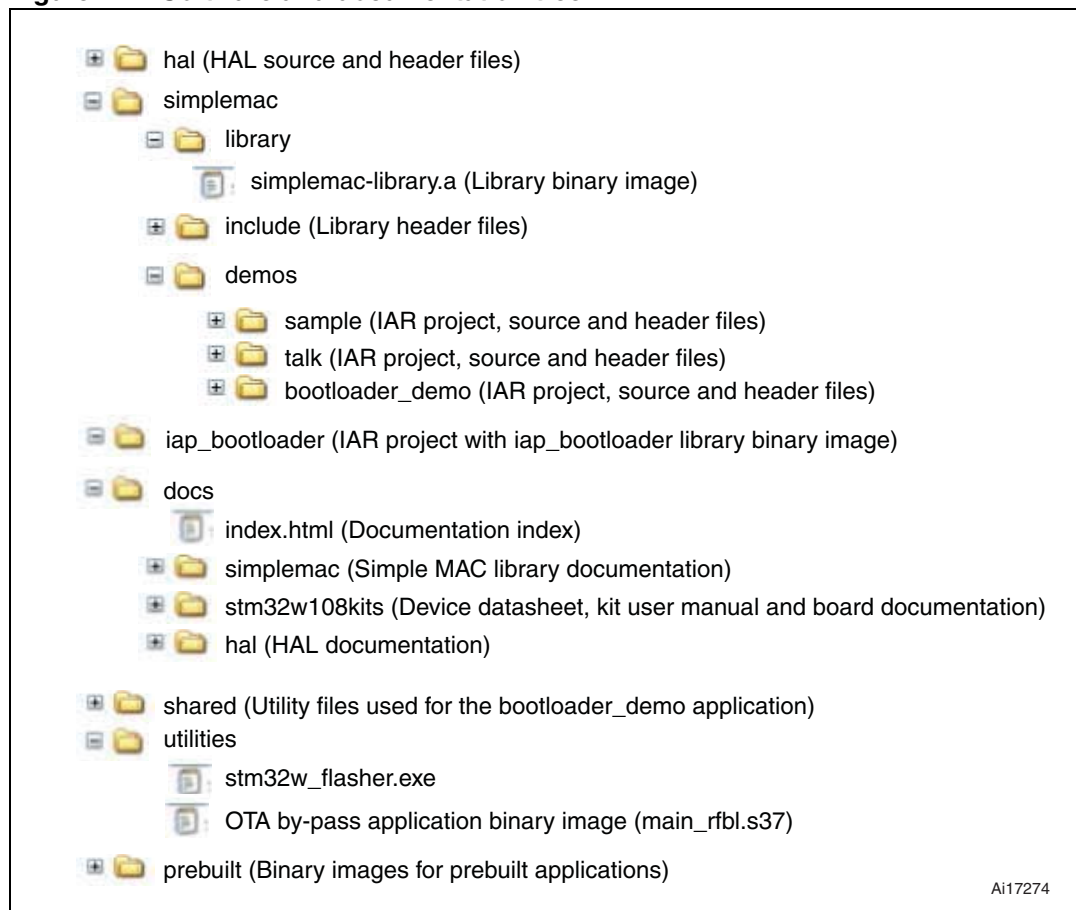 hal (HAL source and header files)
simplemac
library
simplemac-library.a (Library binary image)
include (Library header files)
demos
sample (IAR project, source and header files)
talk (IAR project, source and header files)
bootloader_demo (IAR project, source and header files)
iap_bootloader (IAR project with iap_bootloader library binary image)
docs
index.html (Documentation index)
simplemac (Simple MAC library documentation)
stm32w108kits (Device datasheet, kit user manual and board documentation)
hal (HAL documentation)
shared (Utility files used for the bootloader_demo application)
utilities
stm32w_flasher.exe
OTA by-pass application binary image (main_rfbl.s37)
prebuilt (Binary images for prebuilt applications)
Ai17274